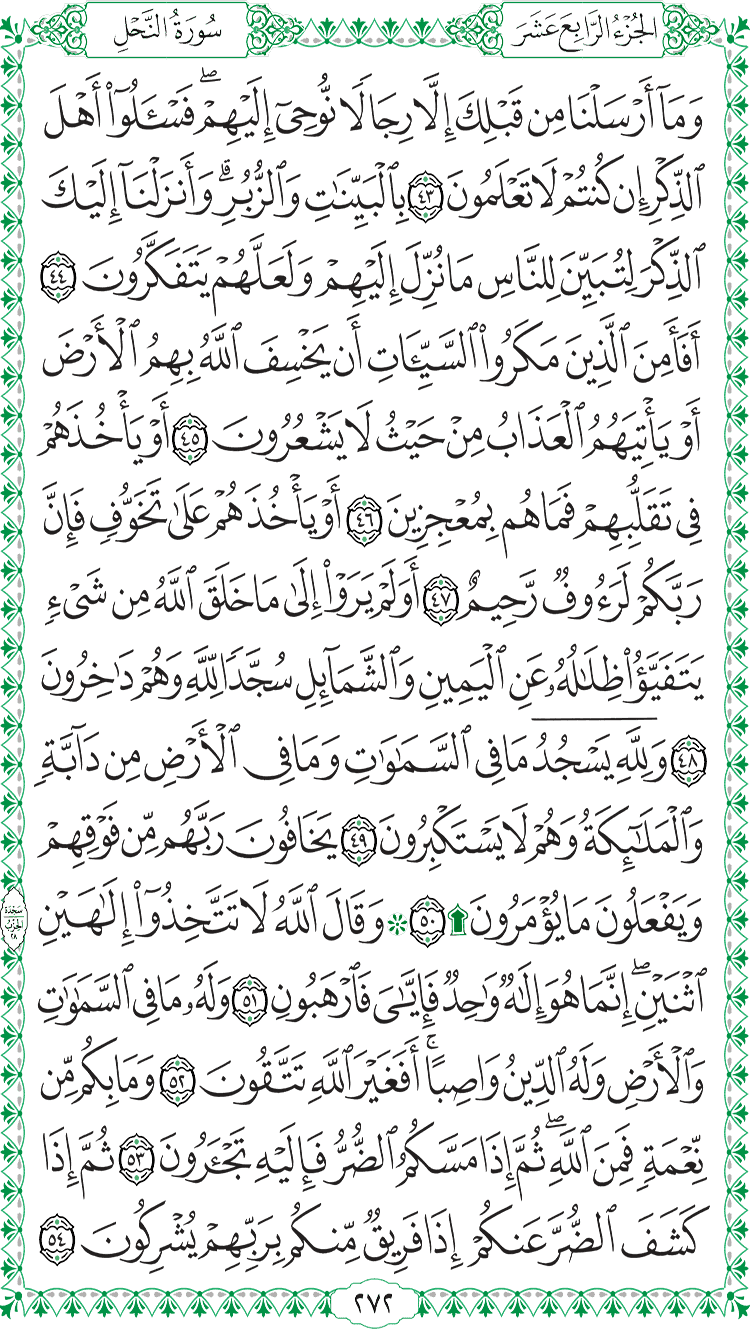 الجُزْءُ الرَّابِعَ عَشَرَ
سُورَةُ النَّحْلِ
وَمَآ أَرْسَلْنَا مِن قَبْلِكَ إِلَّا رِجَالًا نُّوحِىٓ إِلَيْهِمْۖ فَسْـَٔلُوٓا۟ أَهْلَ
ٱلذِّكْرِ إِن كُنتُمْ لَا تَعْلَمُونَ ٤٣ بِٱلْبَيِّنَـٰتِ وَٱلزُّبُرِۗ وَأَنزَلْنَآ إِلَيْكَ
ٱلذِّكْرَ لِتُبَيِّنَ لِلنَّاسِ مَا نُزِّلَ إِلَيْهِمْ وَلَعَلَّهُمْ يَتَفَكَّرُونَ ٤٤
أَفَأَمِنَ ٱلَّذِينَ مَكَرُوا۟ ٱلسَّيِّـَٔاتِ أَن يَخْسِفَ ٱللَّهُ بِهِمُ ٱلْأَرْضَ
أَوْ يَأْتِيَهُمُ ٱلْعَذَابُ مِنْ حَيْثُ لَا يَشْعُرُونَ ٤٥ أَوْ يَأْخُذَهُمْ
فِى تَقَلُّبِهِمْ فَمَا هُم بِمُعْجِزِينَ ٤٦ أَوْ يَأْخُذَهُمْ عَلَىٰ تَخَوُّفٍ فَإِنَّ
رَبَّكُمْ لَرَءُوفٌ رَّحِيمٌ ٤٧ أَوَلَمْ يَرَوْا۟ إِلَىٰ مَا خَلَقَ ٱللَّهُ مِن شَىْءٍ
يَتَفَيَّؤُا۟ ظِلَـٰلُهُۥ عَنِ ٱلْيَمِينِ وَٱلشَّمَآئِلِ سُجَّدًا لِّلَّهِ وَهُمْ دَٰخِرُونَ
٤٨ وَلِلَّهِ يَسْجُدُ مَا فِى ٱلسَّمَـٰوَٰتِ وَمَا فِى ٱلْأَرْضِ مِن دَآبَّةٍ
وَٱلْمَلَـٰٓئِكَةُ وَهُمْ لَا يَسْتَكْبِرُونَ ٤٩ يَخَافُونَ رَبَّهُم مِّن فَوْقِهِمْ
وَيَفْعَلُونَ مَا يُؤْمَرُونَ ۩ ٥٠ ۞ وَقَالَ ٱللَّهُ لَا تَتَّخِذُوٓا۟ إِلَـٰهَيْنِ
ٱثْنَيْنِۖ إِنَّمَا هُوَ إِلَـٰهٌ وَٰحِدٌ فَإِيَّـٰىَ فَٱرْهَبُونِ ٥١ وَلَهُۥ مَا فِى ٱلسَّمَـٰوَٰتِ
وَٱلْأَرْضِ وَلَهُ ٱلدِّينُ وَاصِبًاۚ أَفَغَيْرَ ٱللَّهِ تَتَّقُونَ ٥٢ وَمَا بِكُم مِّن
نِّعْمَةٍ فَمِنَ ٱللَّهِۖ ثُمَّ إِذَا مَسَّكُمُ ٱلضُّرُّ فَإِلَيْهِ تَجْـَٔرُونَ ٥٣ ثُمَّ إِذَا
كَشَفَ ٱلضُّرَّ عَنكُمْ إِذَا فَرِيقٌ مِّنكُم بِرَبِّهِمْ يُشْرِكُونَ ٥٤
سجدة
الحزب
٢٨
٢٧٢